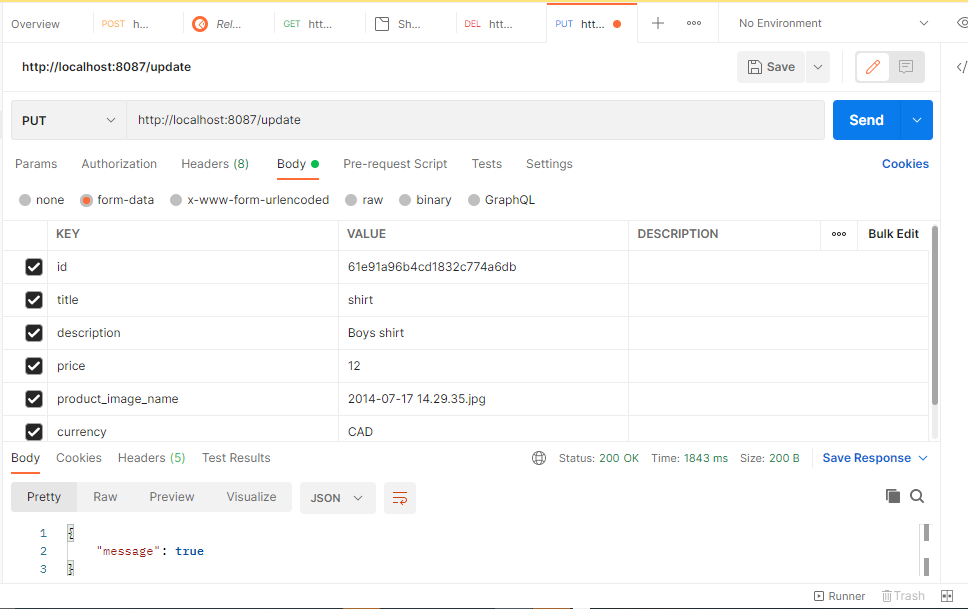 Overview POST h... Rel... GET htt... Sh... DEL htt... PUT htt... No Environment
http://localhost:8087/update Save </
PUT http://localhost:8087/update Send
Params Authorization Headers (8) Body Pre-request Script Tests Settings Cookies
none form-data x-www-form-urlencoded raw binary GraphQL
KEY VALUE DESCRIPTION Bulk Edit
id 61e91a96b4cd1832c774a6db
title shirt
description Boys shirt
price 12
product_image_name 2014-07-17 14.29.35.jpg
currency CAD
Body Cookies Headers (5) Test Results Status: 200 OK Time: 1843 ms Size: 200 B Save Response
Pretty Raw Preview Visualize JSON
1 {
2 "message": true
3 }
Runner Trash